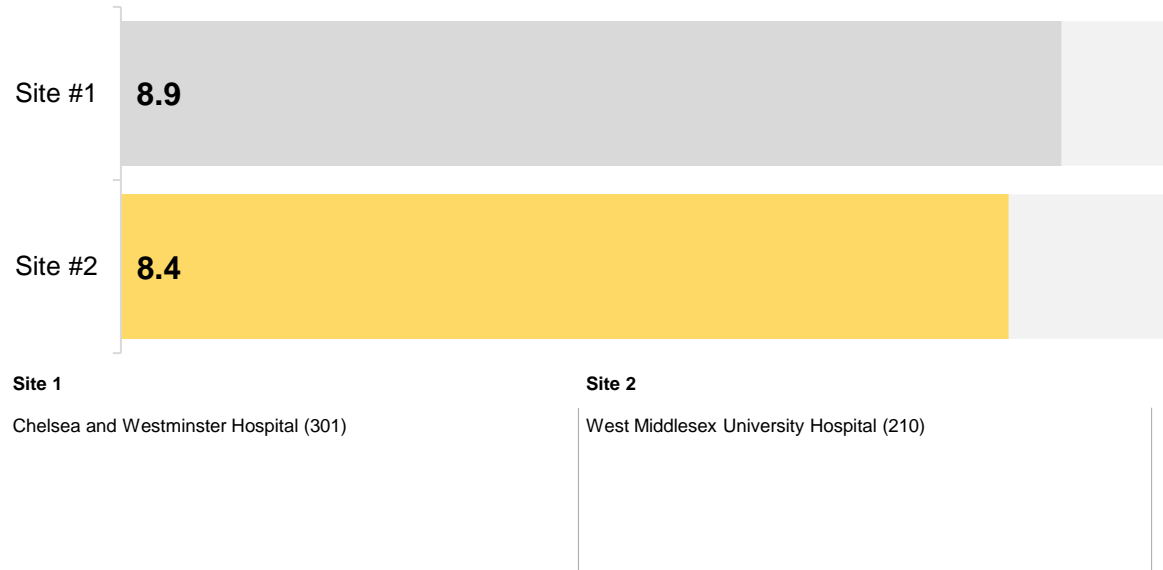 Site #1
8.9
Site #2
8.4
Site 1
Site 2
Chelsea and Westminster Hospital (301)
West Middlesex University Hospital (210)